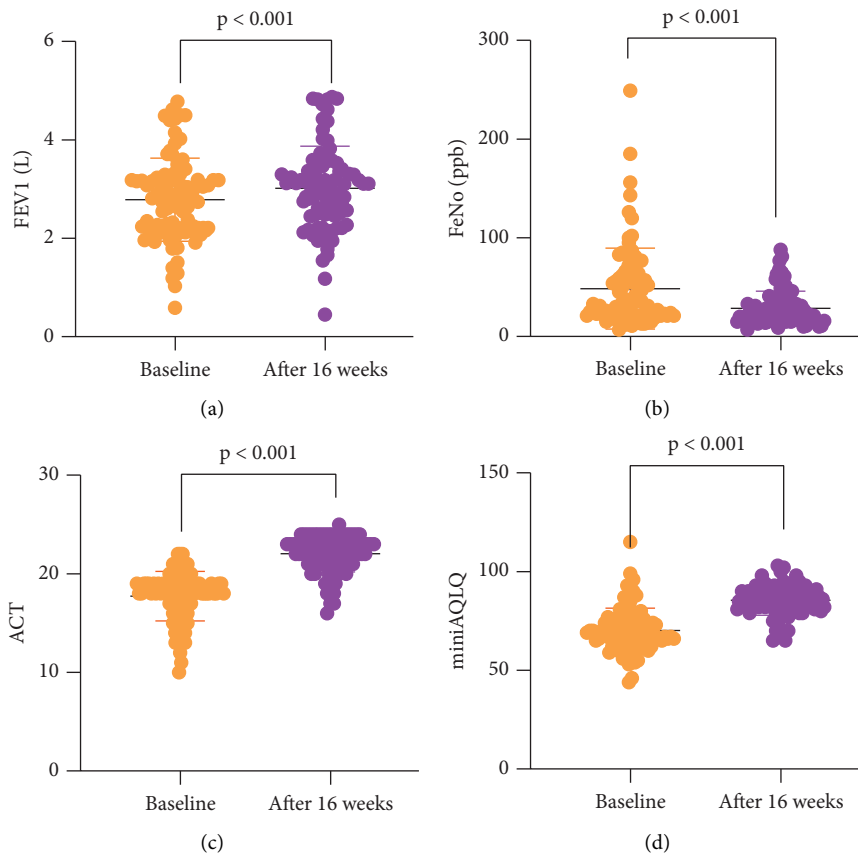 p < 0.001
6
4
2
0
FEV1 (L)
Baseline
After 16 weeks
(a)
p < 0.001
300
200
100
0
FeNo (ppb)
Baseline
After 16 weeks
(b)
p < 0.001
30
20
10
0
ACT
Baseline
After 16 weeks
(c)
p < 0.001
150
100
50
0
miniAQLQ
Baseline
After 16 weeks
(d)